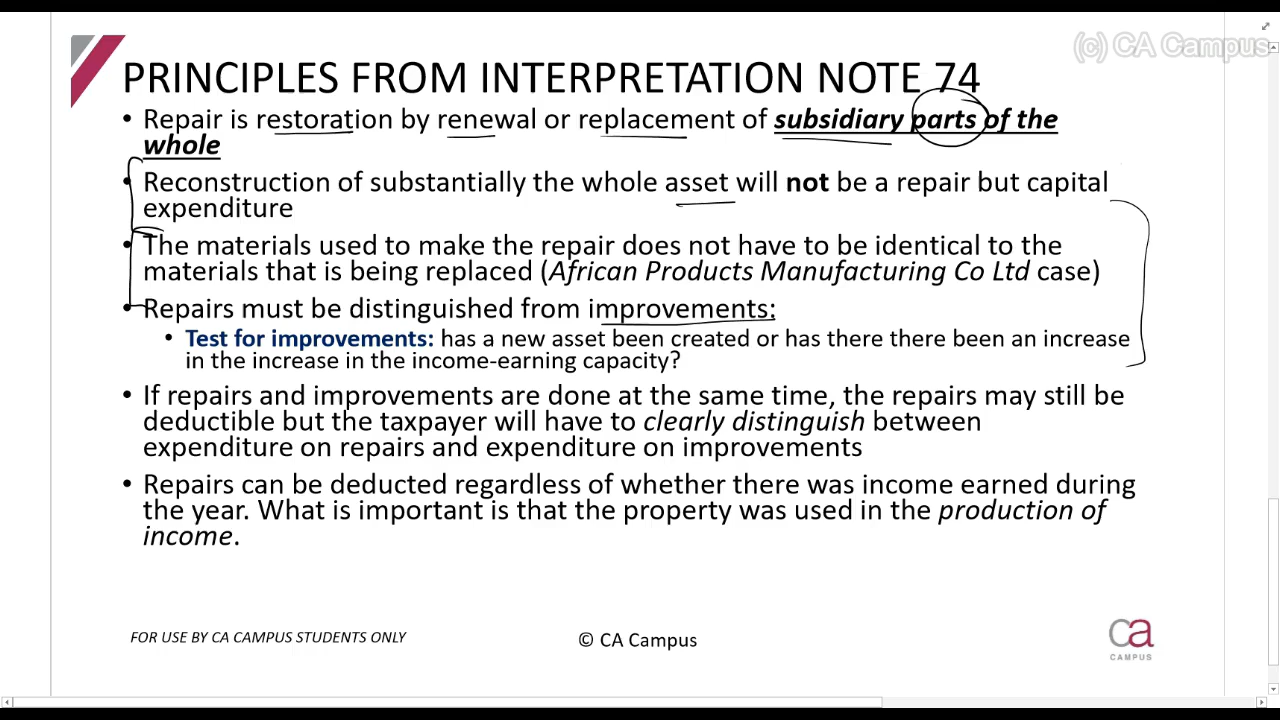 (c) CA Campus
PRINCIPLES FROM INTERPRETATION NOTE 74
• Repair is restoration by renewal or replacement of subsidiary parts of the
whole
• Reconstruction of substantially the whole asset will not be a repair but capital
expenditure
• The materials used to make the repair does not have to be identical to the
materials that is being replaced (African Products Manufacturing Co Ltd case)
• Repairs must be distinguished from improvements:
• Test for improvements: has a new asset been created or has there there been an increase
in the increase in the income-earning capacity?
• If repairs and improvements are done at the same time, the repairs may still be
deductible but the taxpayer will have to clearly distinguish between
expenditure on repairs and expenditure on improvements
• Repairs can be deducted regardless of whether there was income earned during
the year. What is important is that the property was used in the production of
income.
FOR USE BY CA CAMPUS STUDENTS ONLY
© CA Campus
ca
CAMPUS